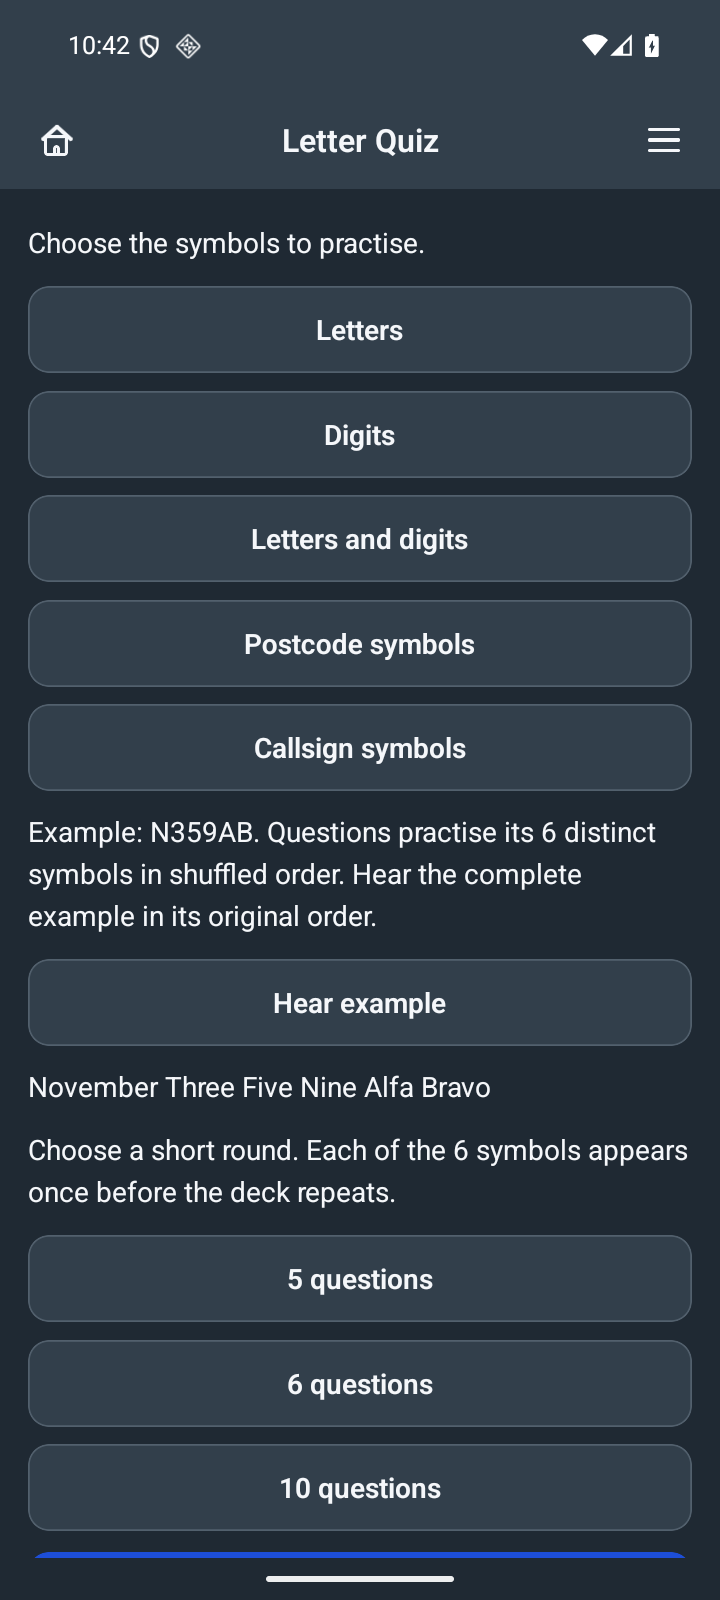 10:42
Letter Quiz
Choose the symbols to practise.
Letters
Digits
Letters and digits
Postcode symbols
Callsign symbols
Example: N359AB. Questions practise its 6 distinct
symbols in shuffled order. Hear the complete
example in its original order.
Hear example
November Three Five Nine Alfa Bravo
Choose a short round. Each of the 6 symbols appears
once before the deck repeats.
5 questions
6 questions
10 questions